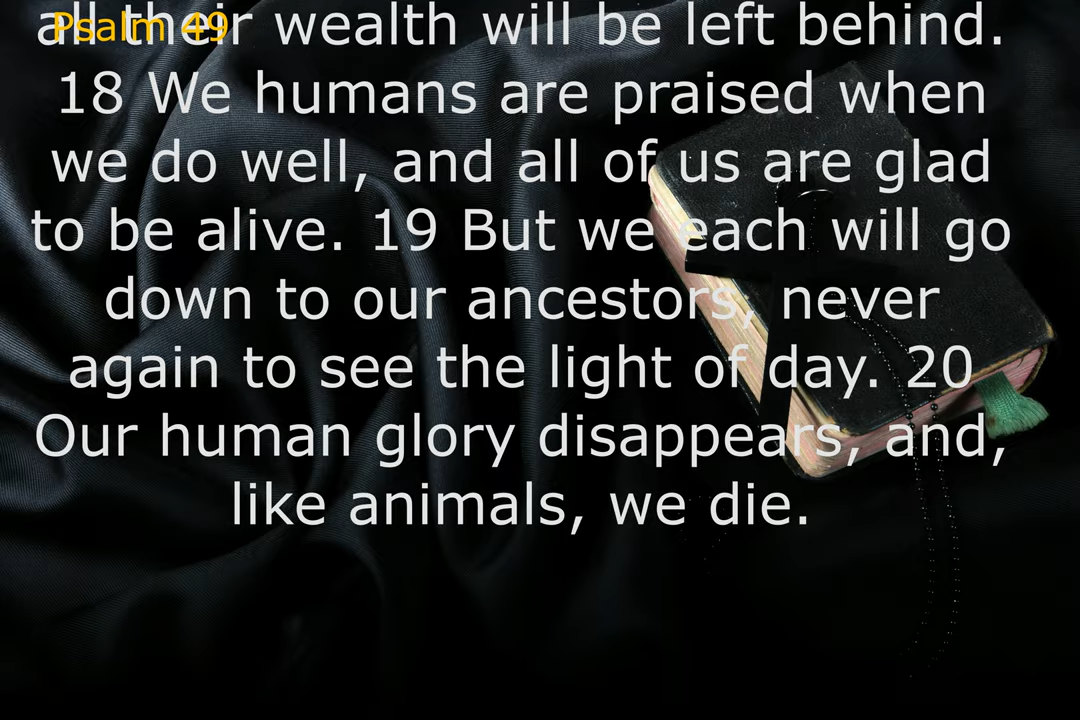 Psalm 49
all their wealth will be left behind.
18 We humans are praised when
we do well, and all of us are glad
to be alive. 19 But we each will go
down to our ancestors, never
again to see the light of day. 20
Our human glory disappears, and,
like animals, we die.